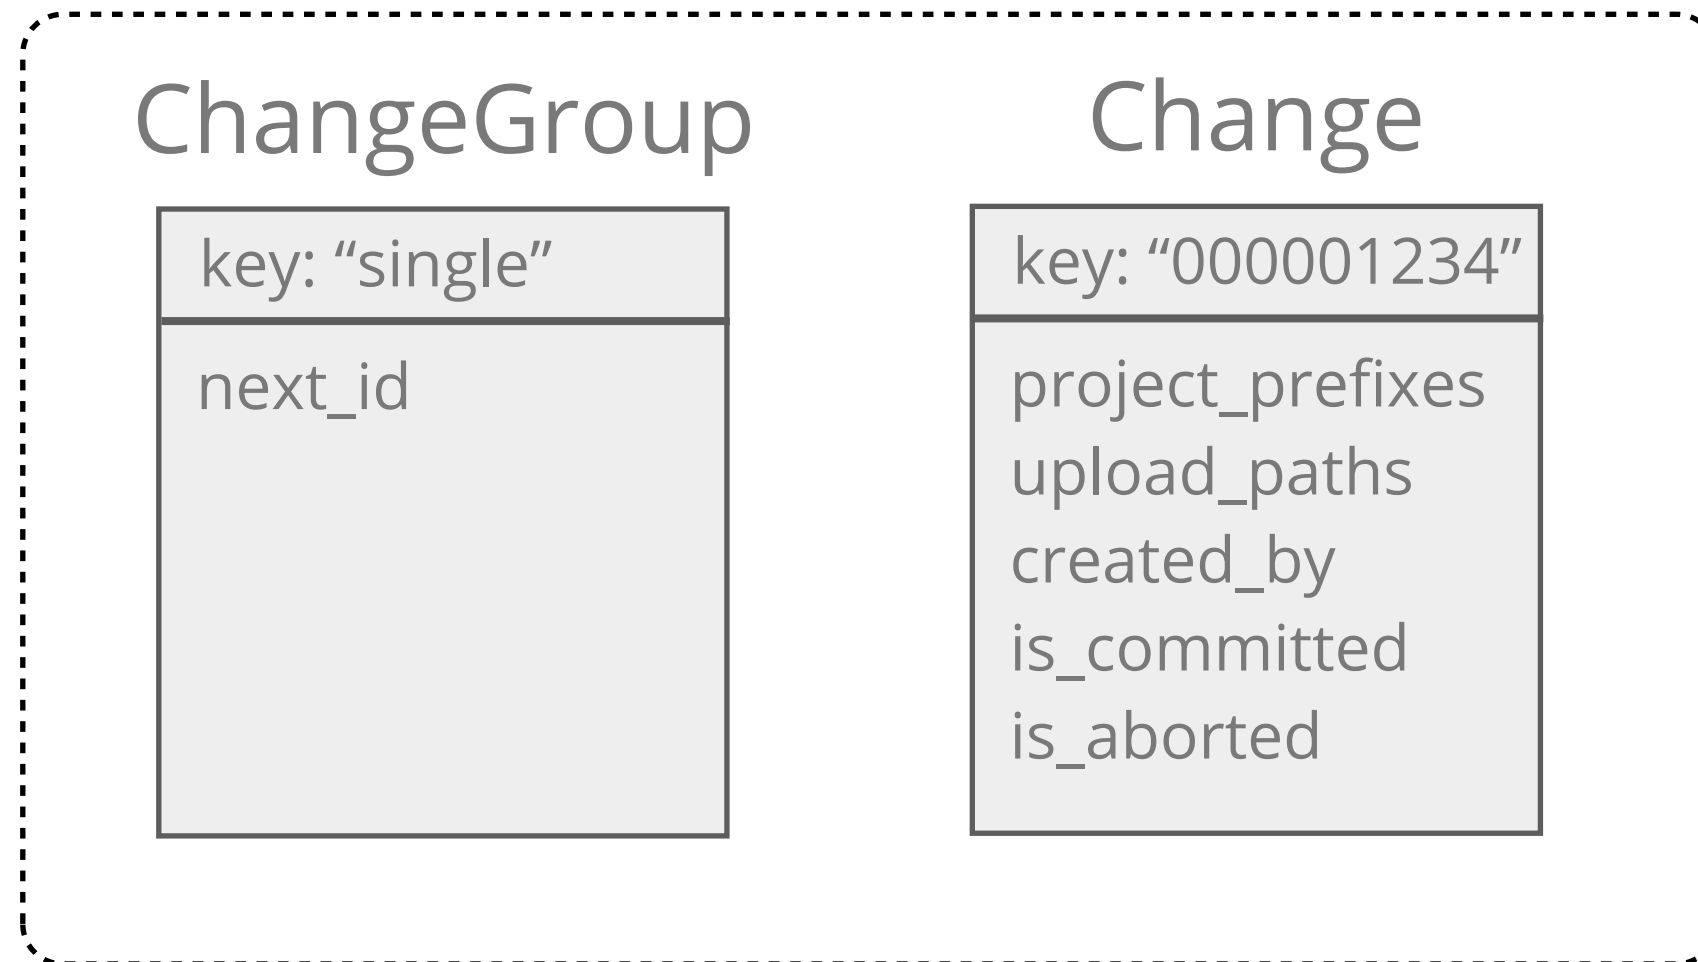 ChangeGroup
key: “single”
next_id
Change
key: “000001234”
project_prefixes
upload_paths
created_by
is_committed
is_aborted